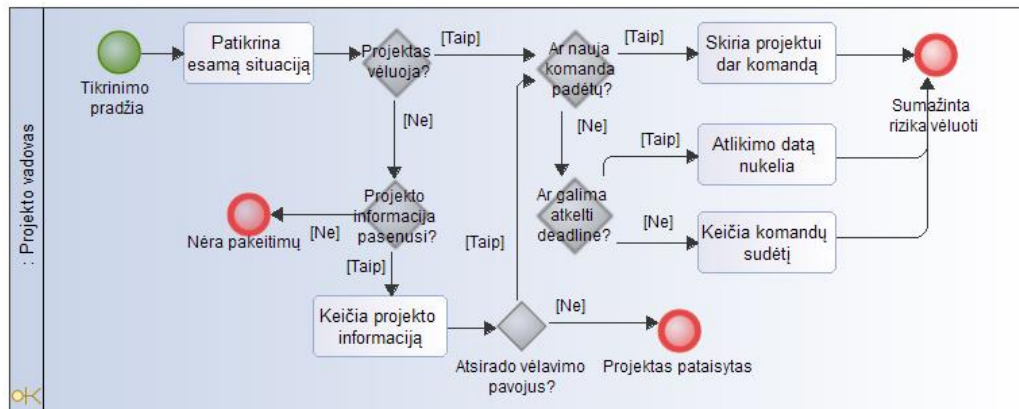 : Projekto vadovas
Tikrinimo
pradžia
Patikrina
esamą situaciją
Projektas
vėluoja?
[Taip]
Ar nauja
komanda
padėtų?
[Taip]
Skiria projektui
dar komandą
Sumažinta
rizika vėluoti
[Ne]
[Ne]
[Taip]
Atlikimo datą
nukelia
Projekto
informacija
pasenusi?
[Ne]
Nėra pakeitimų
Ar galima
atkelti
deadline?
[Ne]
Keičia komandų
sudėtį
[Taip]
[Taip]
Keičia projekto
informaciją
[Ne]
Atsirado vėlavimo
pavojus?
Projektas pataisytas